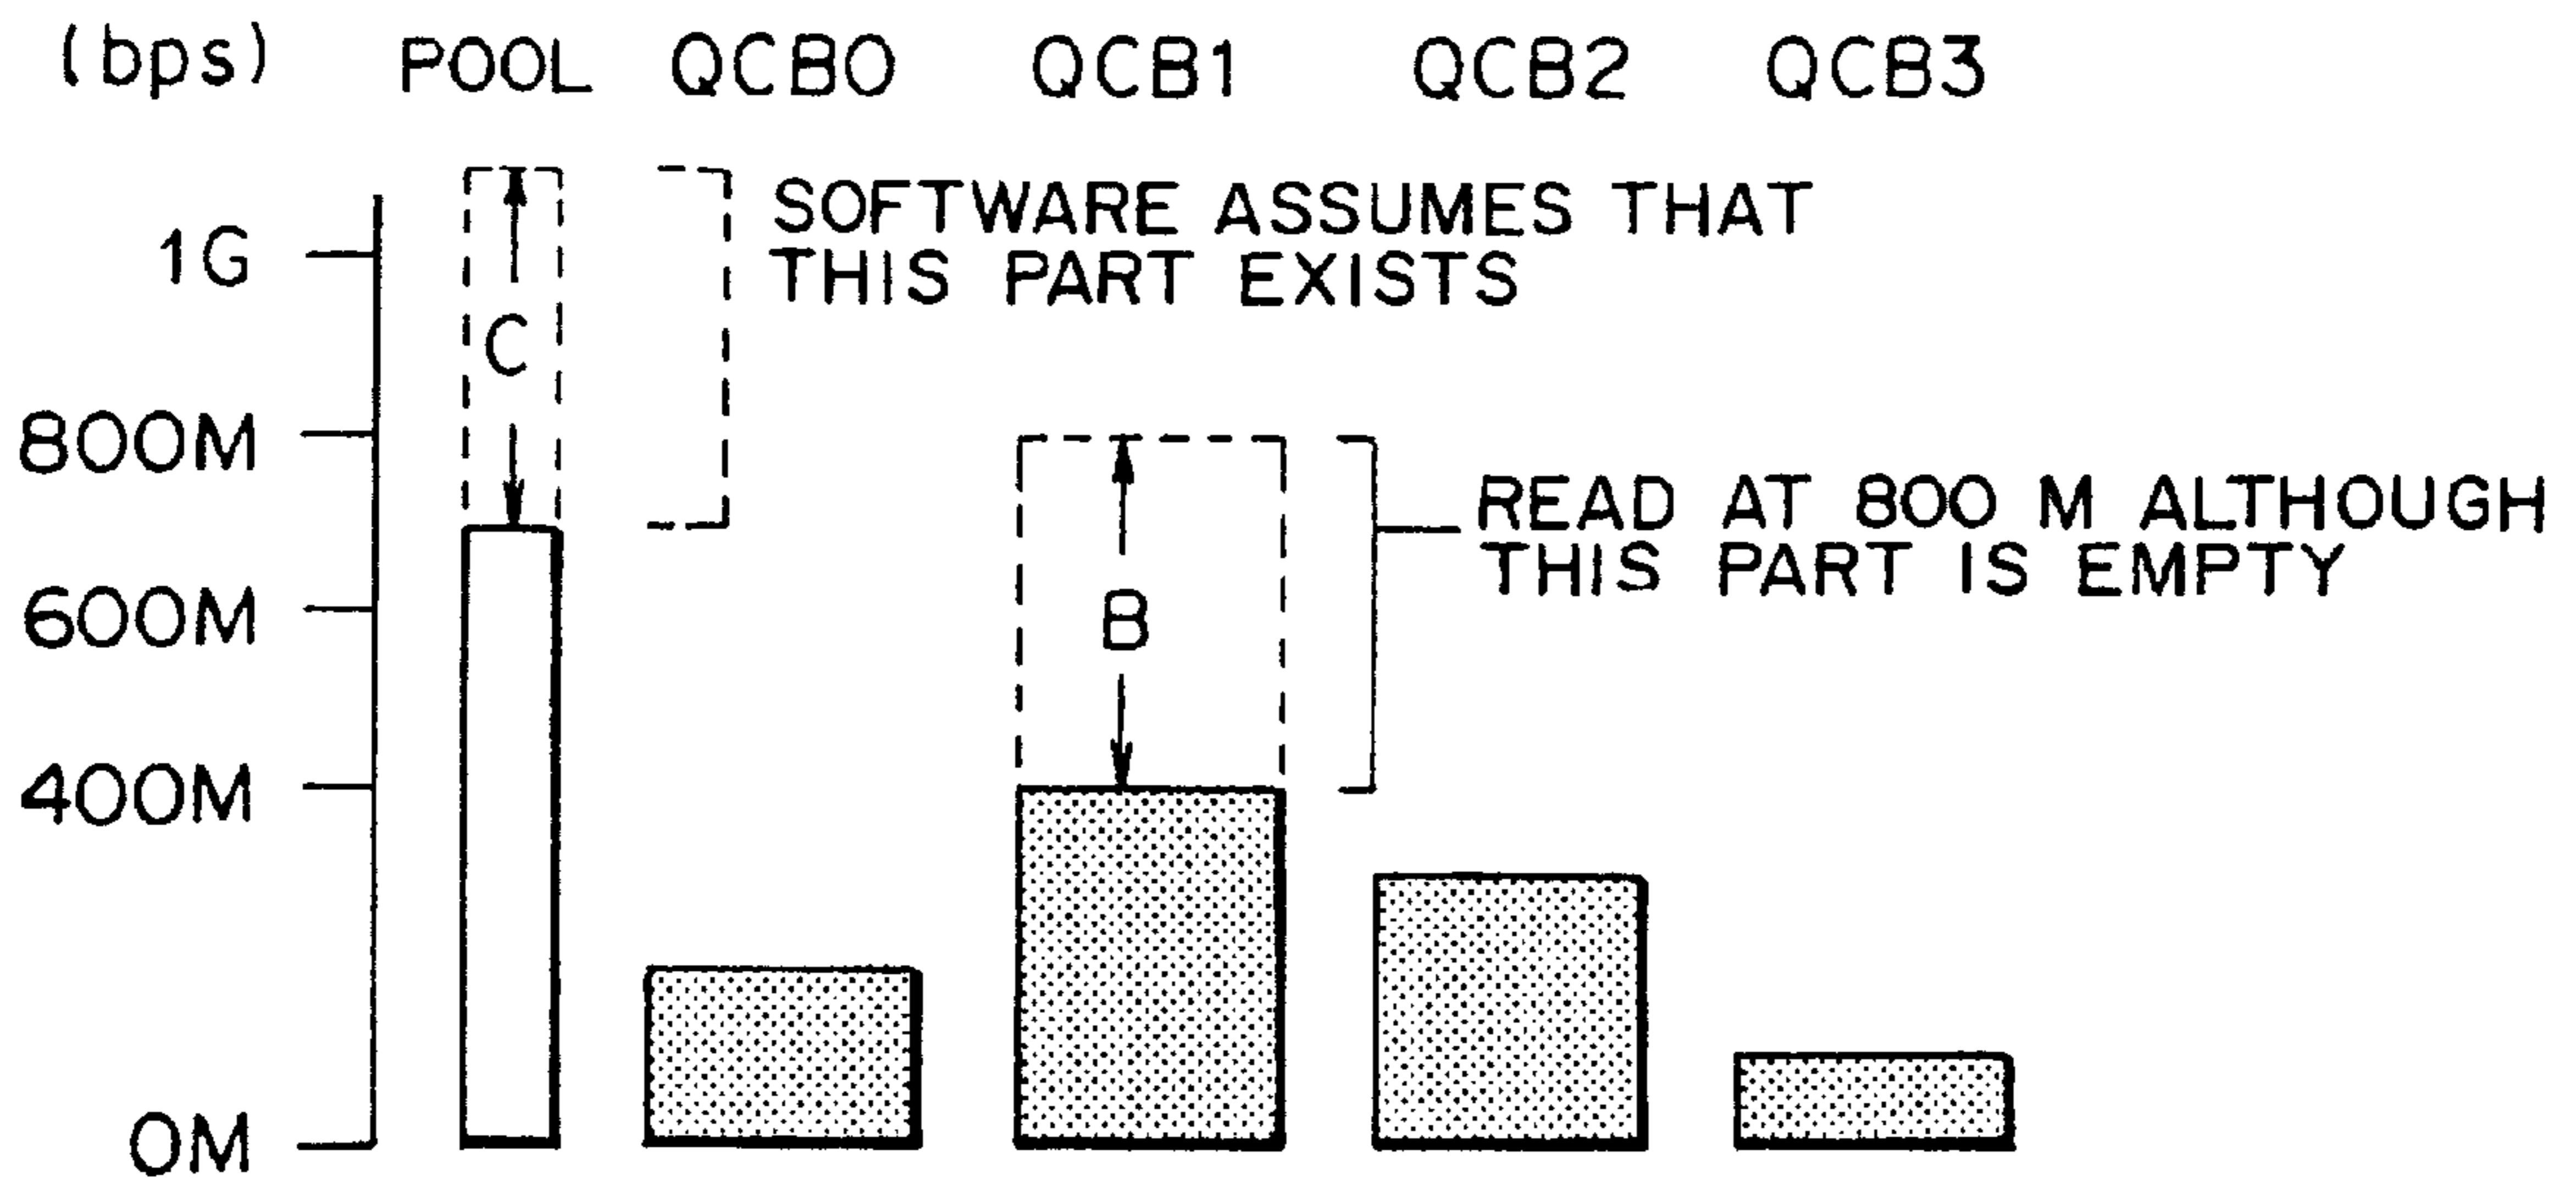 (bps) POOL QCB0 QCB1 QCB2 QCB3
SOFTWARE ASSUMES THAT
THIS PART EXISTS
1G
C
800M
READ AT 800 M ALTHOUGH
THIS PART IS EMPTY
600M
B
400M
0M